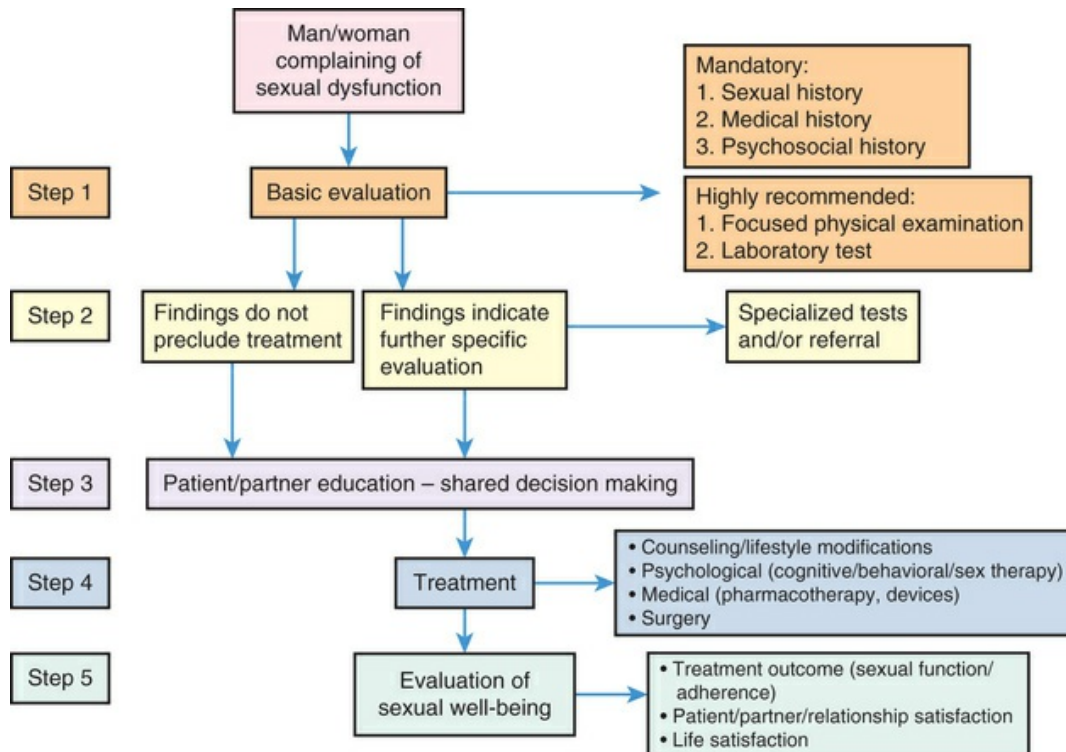 Man/woman
complaining of
sexual dysfunction
Mandatory:
1. Sexual history
2. Medical history
3. Psychosocial history
Step 1
Basic evaluation
Highly recommended:
1. Focused physical examination
2. Laboratory test
Step 2
Findings do not
preclude treatment
Findings indicate
further specific
evaluation
Specialized tests
and/or referral
Step 3
Patient/partner education – shared decision making
Step 4
Treatment
• Counseling/lifestyle modifications
• Psychological (cognitive/behavioral/sex therapy)
• Medical (pharmacotherapy, devices)
• Surgery
Step 5
Evaluation of
sexual well-being
• Treatment outcome (sexual function/
adherence)
• Patient/partner/relationship satisfaction
• Life satisfaction